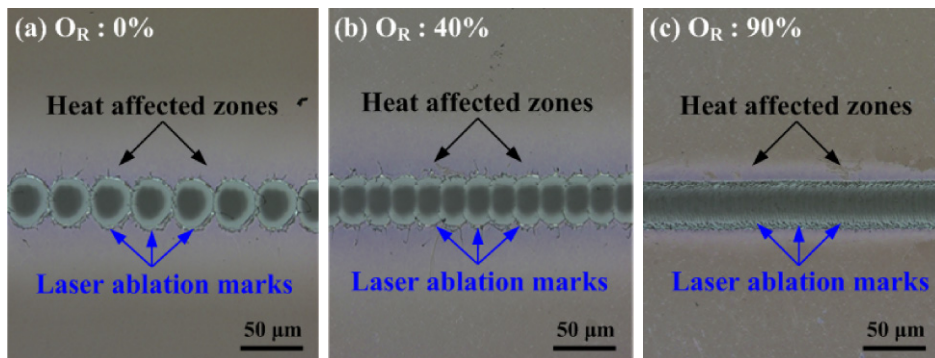 (a) O_R : 0%
Heat affected zones
Laser ablation marks
50 μm
(b) O_R : 40%
Heat affected zones
Laser ablation marks
50 μm
(c) O_R : 90%
Heat affected zones
Laser ablation marks
50 μm